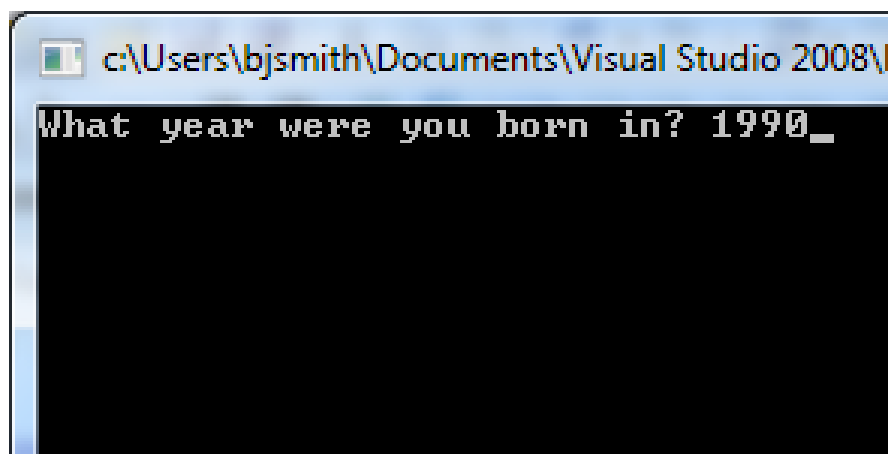 c:\Users\bjsmith\Documents\Visual Studio 2008\
What year were you born in? 1990_